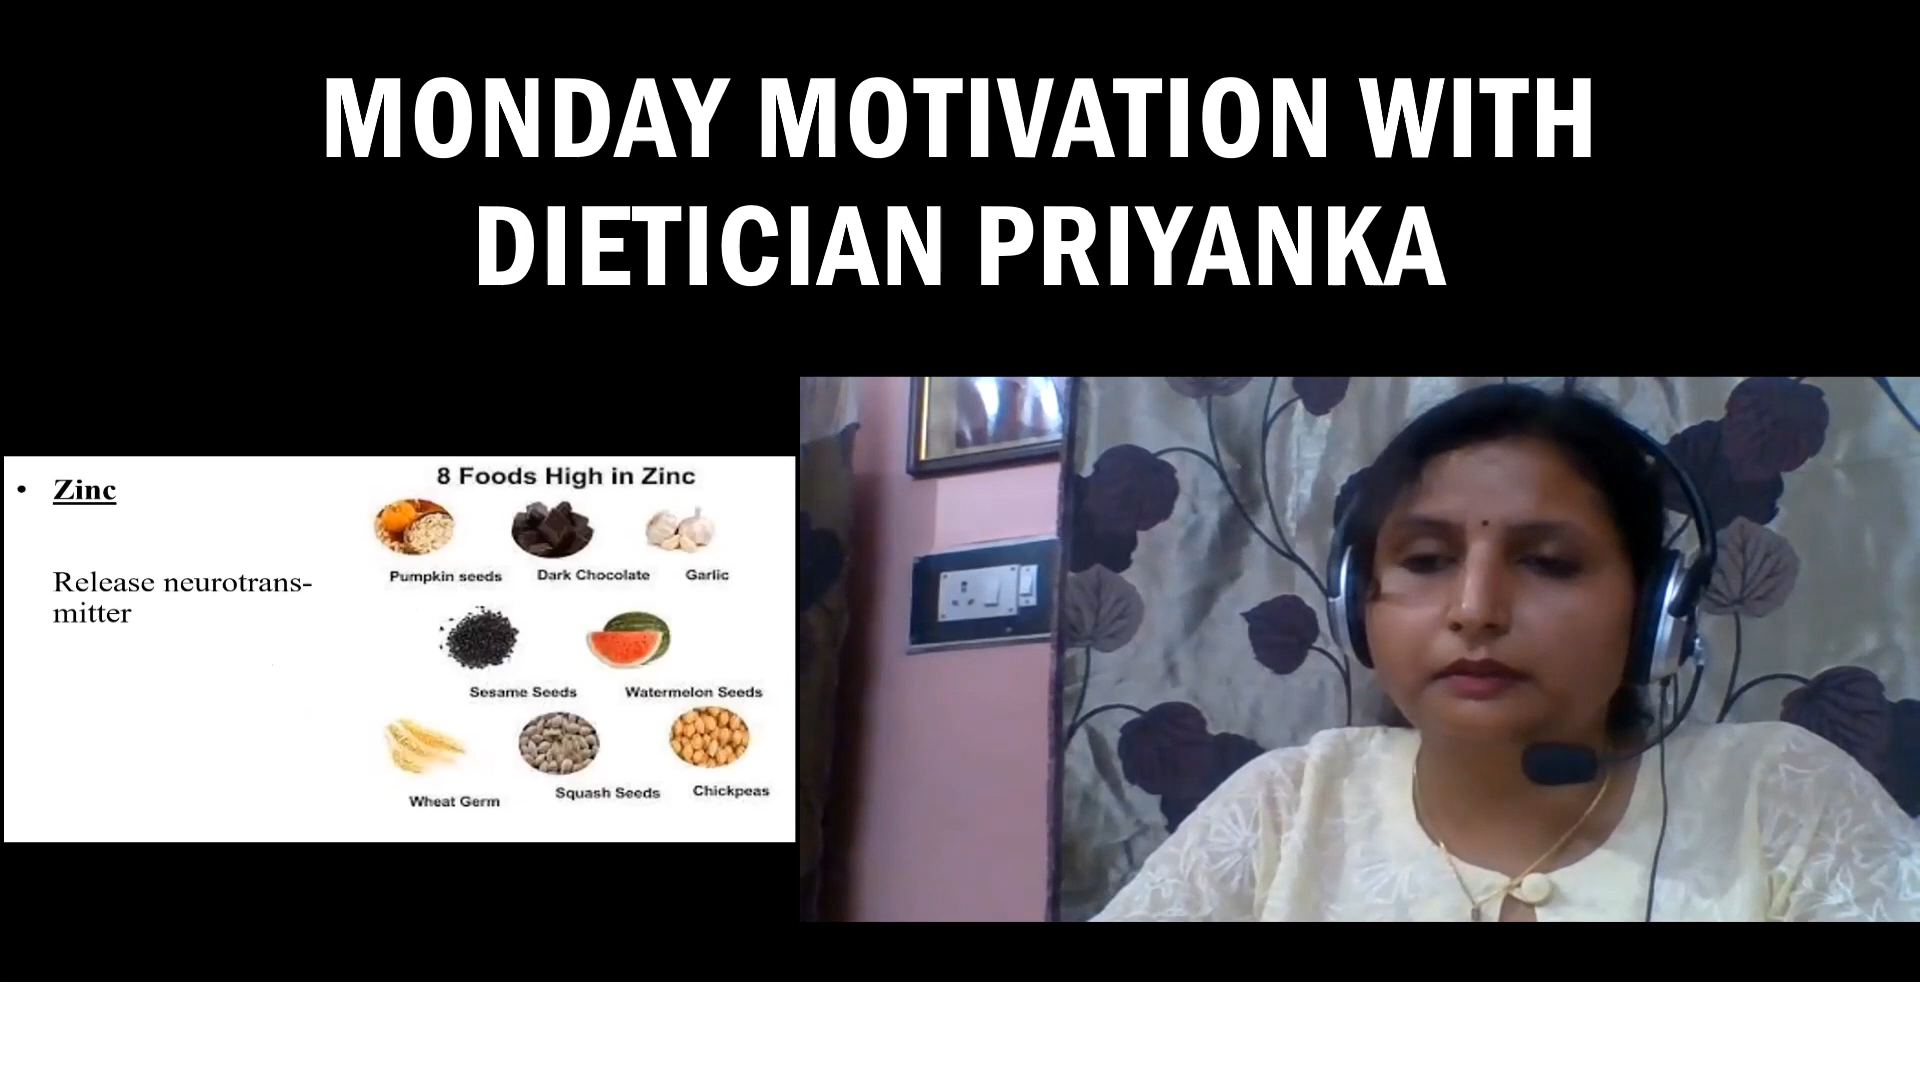 MONDAY MOTIVATION WITH
DIETICIAN PRIYANKA
• Zinc
Release neurotrans-
mitter
8 Foods High in Zinc
Pumpkin seeds
Dark Chocolate
Garlic
Sesame Seeds
Watermelon Seeds
Wheat Germ
Squash Seeds
Chickpeas